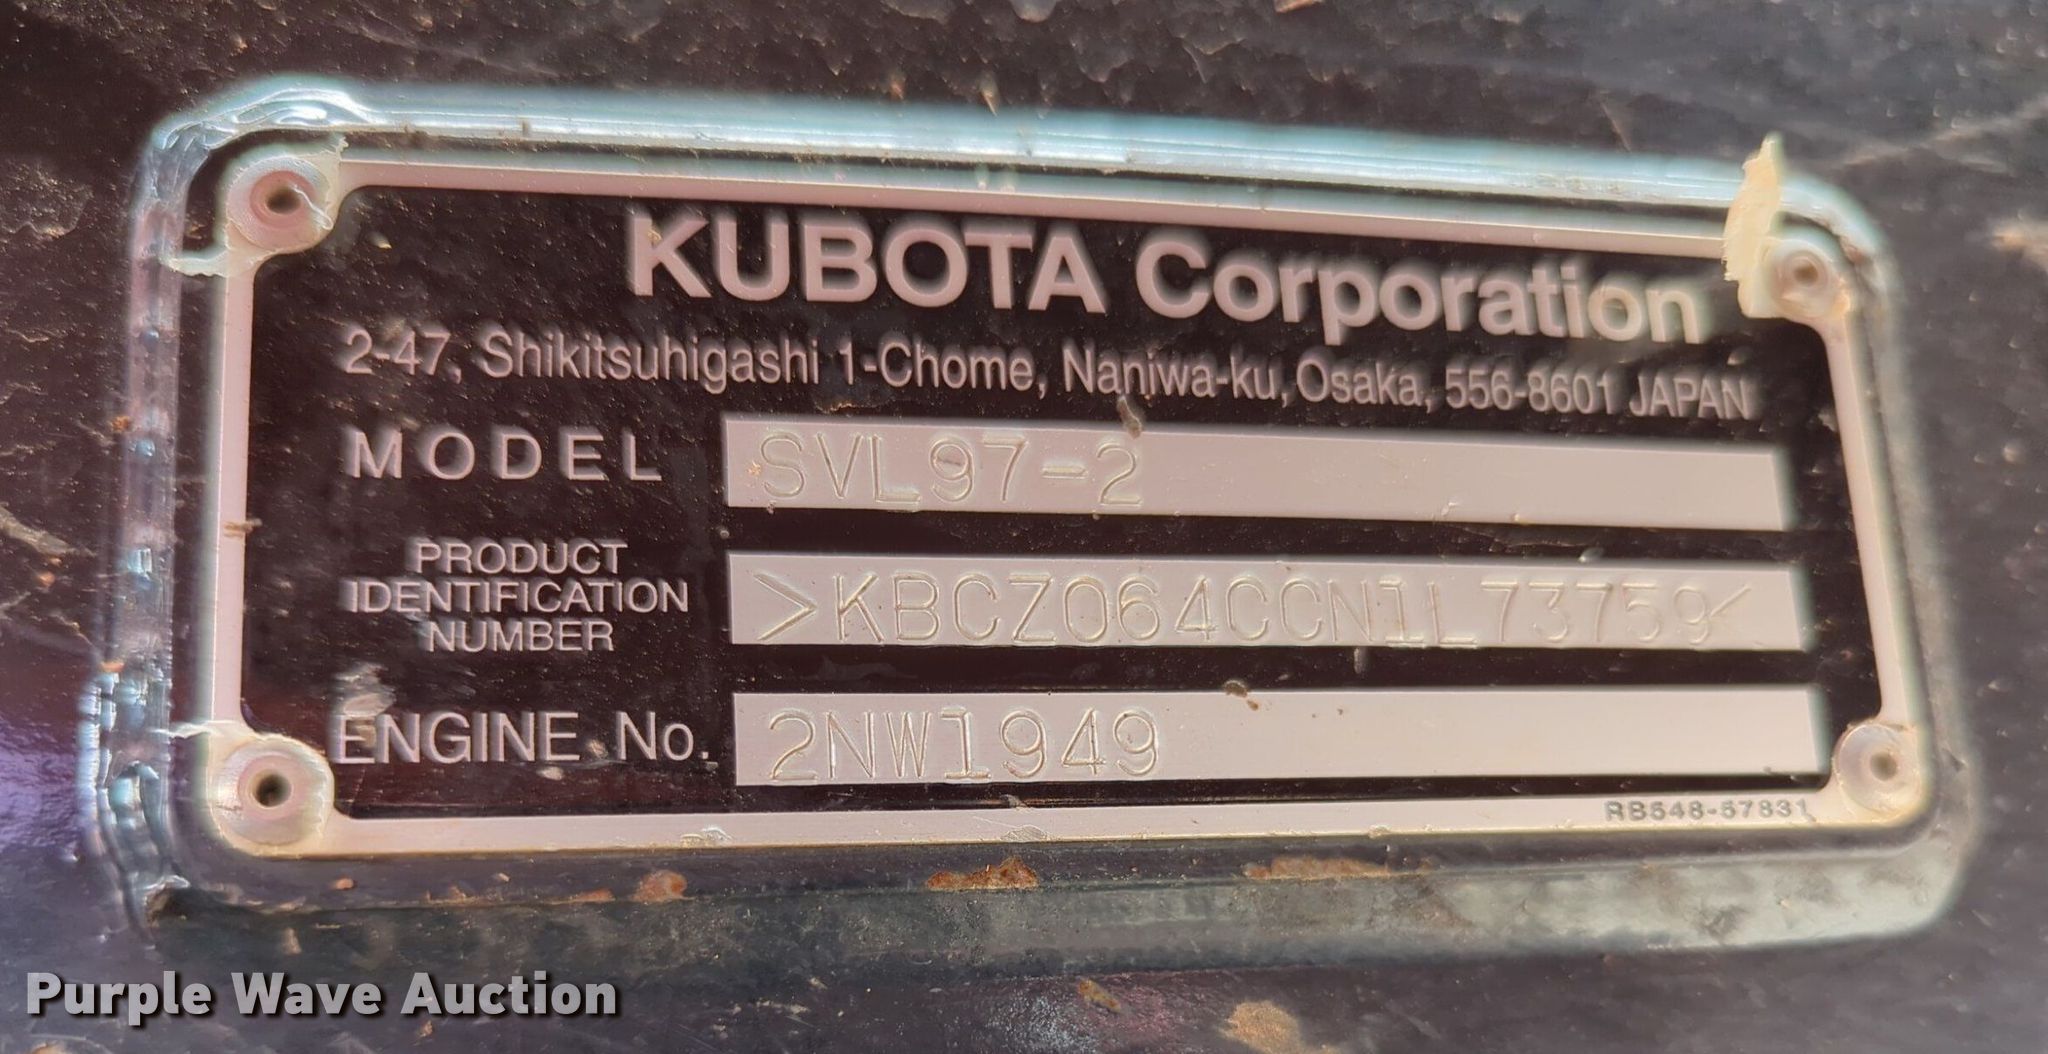 KUBOTA Corporation
2-47, Shikitsuhigashi 1-Chome, Naniwa-ku, Osaka, 556-8601 JAPAN
MODEL SVL97-2
PRODUCT
IDENTIFICATION
NUMBER
>KBCZ064CCN1L73759<
ENGINE No. 2NW1949
RB548-57831
Purple Wave Auction